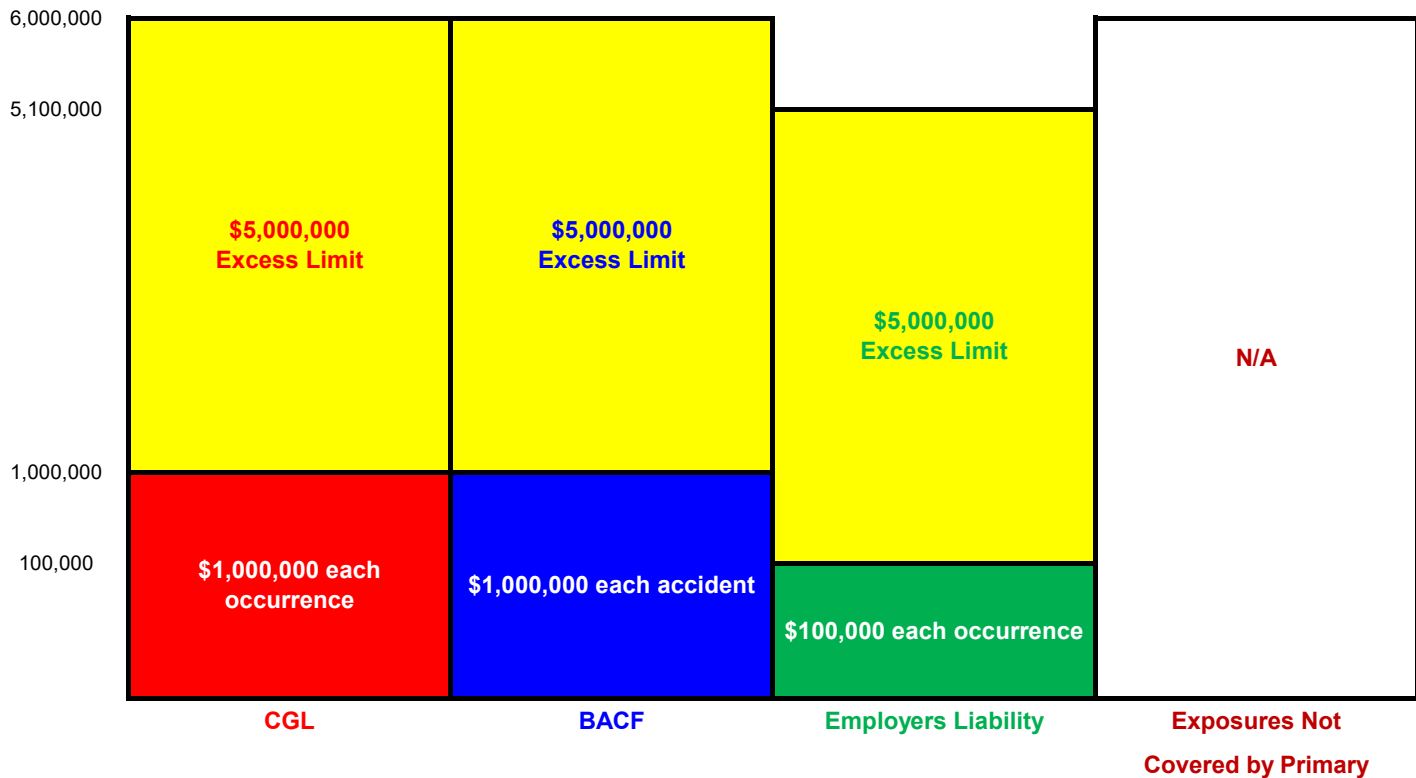 6,000,000
5,100,000
$5,000,000
Excess Limit
$5,000,000
Excess Limit
$5,000,000
Excess Limit
N/A
1,000,000
100,000
$1,000,000 each
occurrence
$1,000,000 each accident
$100,000 each occurrence
CGL
BACF
Employers Liability
Exposures Not
Covered by Primary